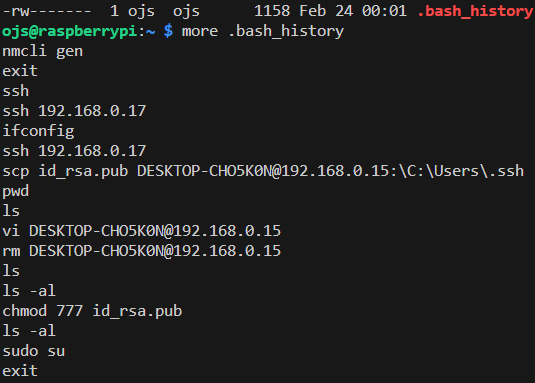 -rw------- 1 ojs ojs 1158 Feb 24 00:01 .bash_history
ojs@raspberrypi:~ $ more .bash_history
nmcli gen
exit
ssh
ssh 192.168.0.17
ifconfig
ssh 192.168.0.17
scp id_rsa.pub DESKTOP-CHO5K0N@192.168.0.15:\C:\Users\.ssh
pwd
ls
vi DESKTOP-CHO5K0N@192.168.0.15
rm DESKTOP-CHO5K0N@192.168.0.15
ls
ls -al
chmod 777 id_rsa.pub
ls -al
sudo su
exit